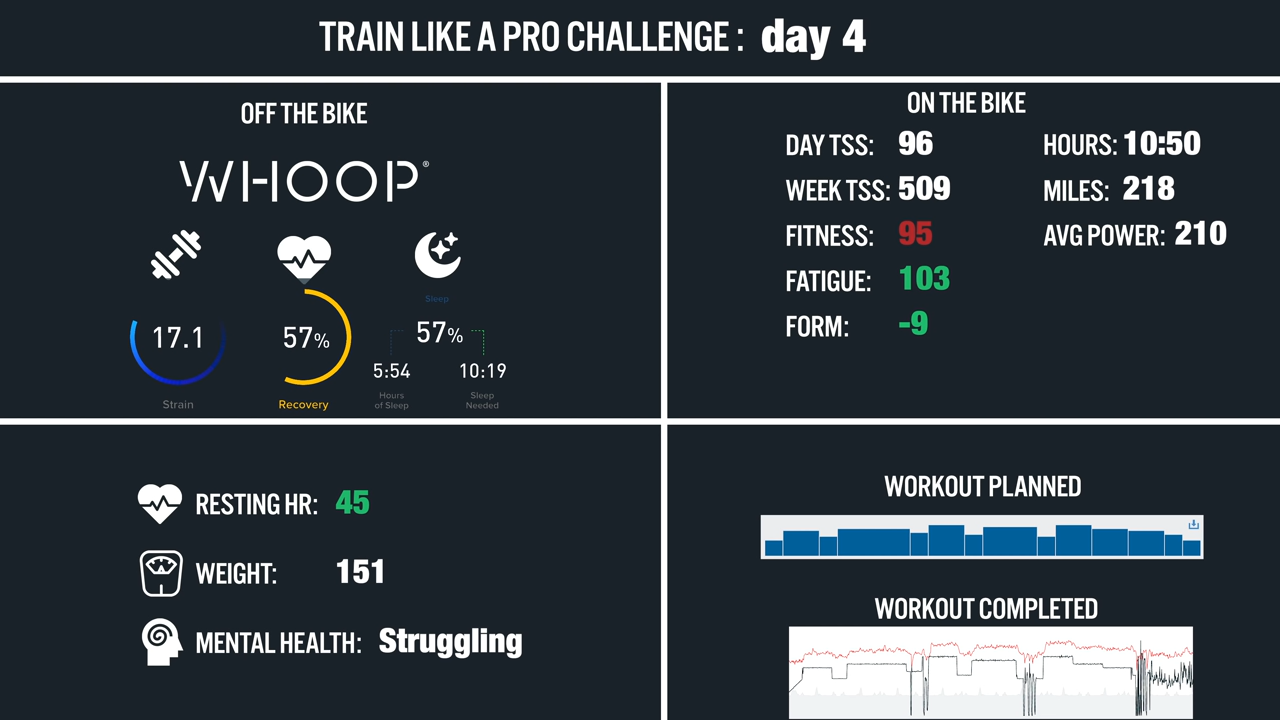 TRAIN LIKE A PRO CHALLENGE : day 4
OFF THE BIKE
WHOOP®
Sleep
17.1
57%
57%
5:54
10:19
Strain
Recovery
Hours
of Sleep
Sleep
Needed
ON THE BIKE
DAY TSS: 96
WEEK TSS: 509
FITNESS: 95
FATIGUE: 103
FORM: -9
HOURS: 10:50
MILES: 218
AVG POWER: 210
RESTING HR: 45
WEIGHT: 151
MENTAL HEALTH: Struggling
WORKOUT PLANNED
WORKOUT COMPLETED